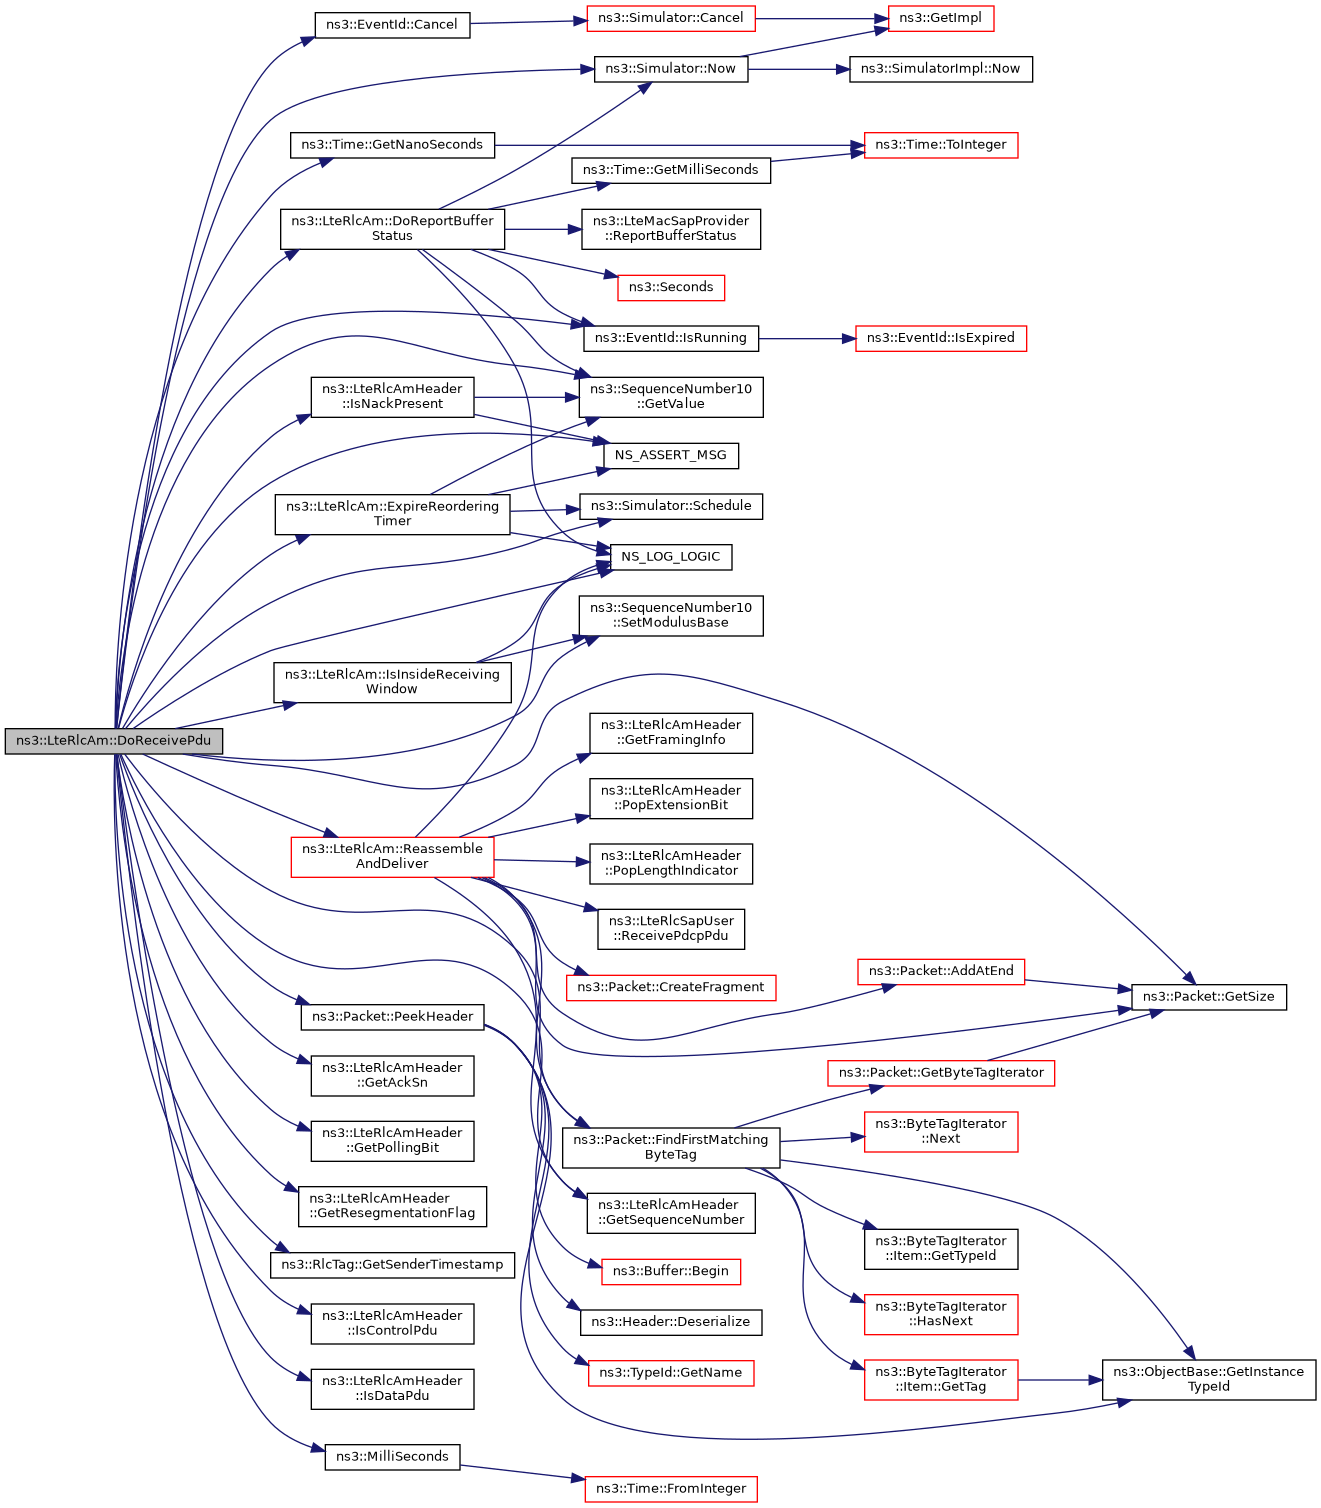 ns3::EventId::Cancel
ns3::Simulator::Cancel
ns3::GetImpl
ns3::Simulator::Now
ns3::SimulatorImpl::Now
ns3::Time::GetNanoSeconds
ns3::Time::ToInteger
ns3::Time::GetMilliSeconds
ns3::LteRlcAm::DoReportBuffer
Status
ns3::LteMacSapProvider
::ReportBufferStatus
ns3::Seconds
ns3::EventId::IsRunning
ns3::EventId::IsExpired
ns3::LteRlcAmHeader
::IsNackPresent
ns3::SequenceNumber10
::GetValue
NS_ASSERT_MSG
ns3::LteRlcAm::ExpireReordering
Timer
ns3::Simulator::Schedule
NS_LOG_LOGIC
ns3::SequenceNumber10
::SetModulusBase
ns3::LteRlcAm::IsInsideReceiving
Window
ns3::LteRlcAm::DoReceivePdu
ns3::LteRlcAmHeader
::GetFramingInfo
ns3::LteRlcAmHeader
::PopExtensionBit
ns3::LteRlcAm::Reassemble
AndDeliver
ns3::LteRlcAmHeader
::PopLengthIndicator
ns3::LteRlcSapUser
::ReceivePdcpPdu
ns3::Packet::CreateFragment
ns3::Packet::AddAtEnd
ns3::Packet::GetSize
ns3::Packet::PeekHeader
ns3::LteRlcAmHeader
::GetAckSn
ns3::Packet::GetByteTagIterator
ns3::LteRlcAmHeader
::GetPollingBit
ns3::Packet::FindFirstMatching
ByteTag
ns3::ByteTagIterator
::Next
ns3::LteRlcAmHeader
::GetResegmentationFlag
ns3::LteRlcAmHeader
::GetSequenceNumber
ns3::ByteTagIterator
::Item::GetTypeId
ns3::RlcTag::GetSenderTimestamp
ns3::Buffer::Begin
ns3::LteRlcAmHeader
::IsControlPdu
ns3::Header::Deserialize
ns3::ByteTagIterator
::HasNext
ns3::LteRlcAmHeader
::IsDataPdu
ns3::TypeId::GetName
ns3::ByteTagIterator
::Item::GetTag
ns3::ObjectBase::GetInstance
TypeId
ns3::MilliSeconds
ns3::Time::FromInteger